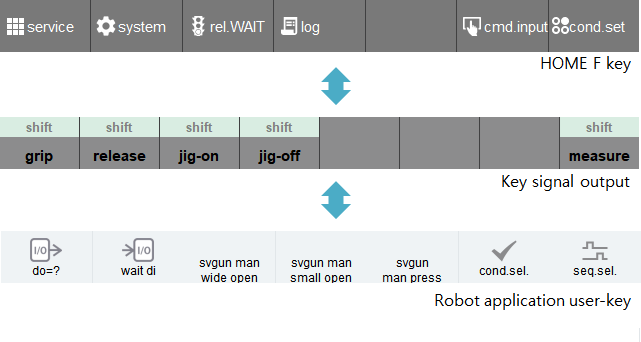 service system rel.WAIT log cmd.input cond.set
HOME F key
shift shift shift shift shift
grip release jig-on jig-off measure
Key signal output
I/O I/O
do=? wait di svgun man svgun man svgun cond.sel. seq.sel.
wide open small open man press
Robot application user-key